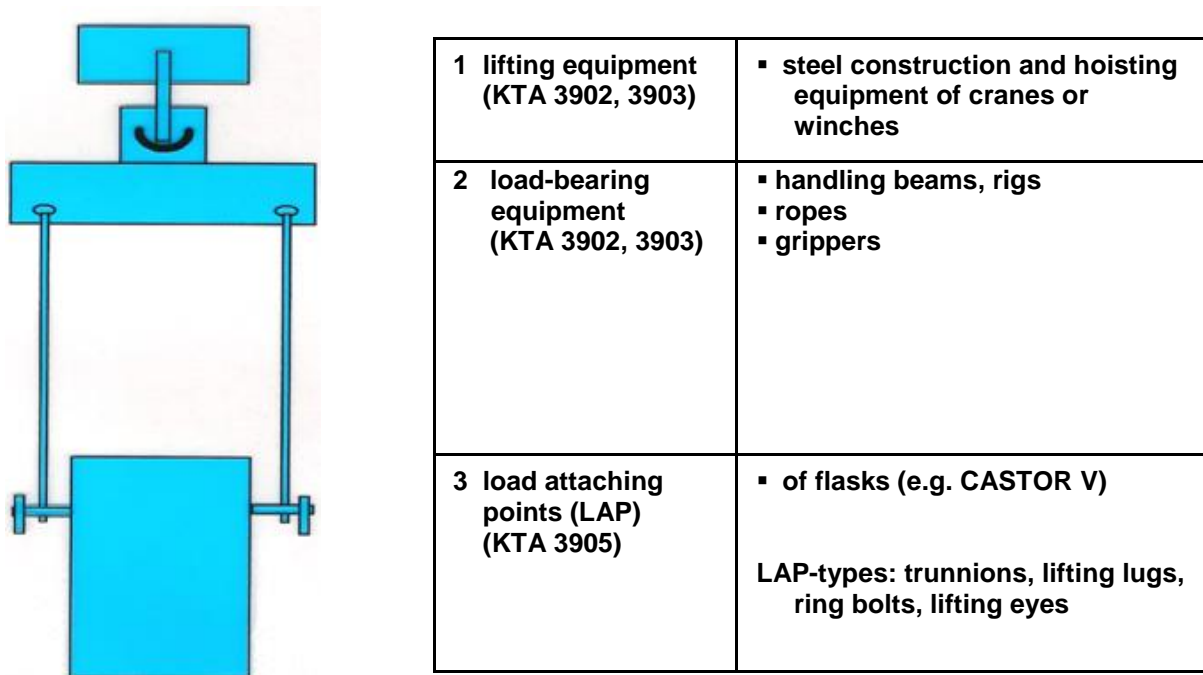 1 lifting equipment
(KTA 3902, 3903)
▪ steel construction and hoisting
equipment of cranes or
winches
2 load-bearing
equipment
(KTA 3902, 3903)
▪ handling beams, rigs
▪ ropes
▪ grippers
3 load attaching
points (LAP)
(KTA 3905)
▪ of flasks (e.g. CASTOR V)
LAP-types: trunnions, lifting lugs,
ring bolts, lifting eyes